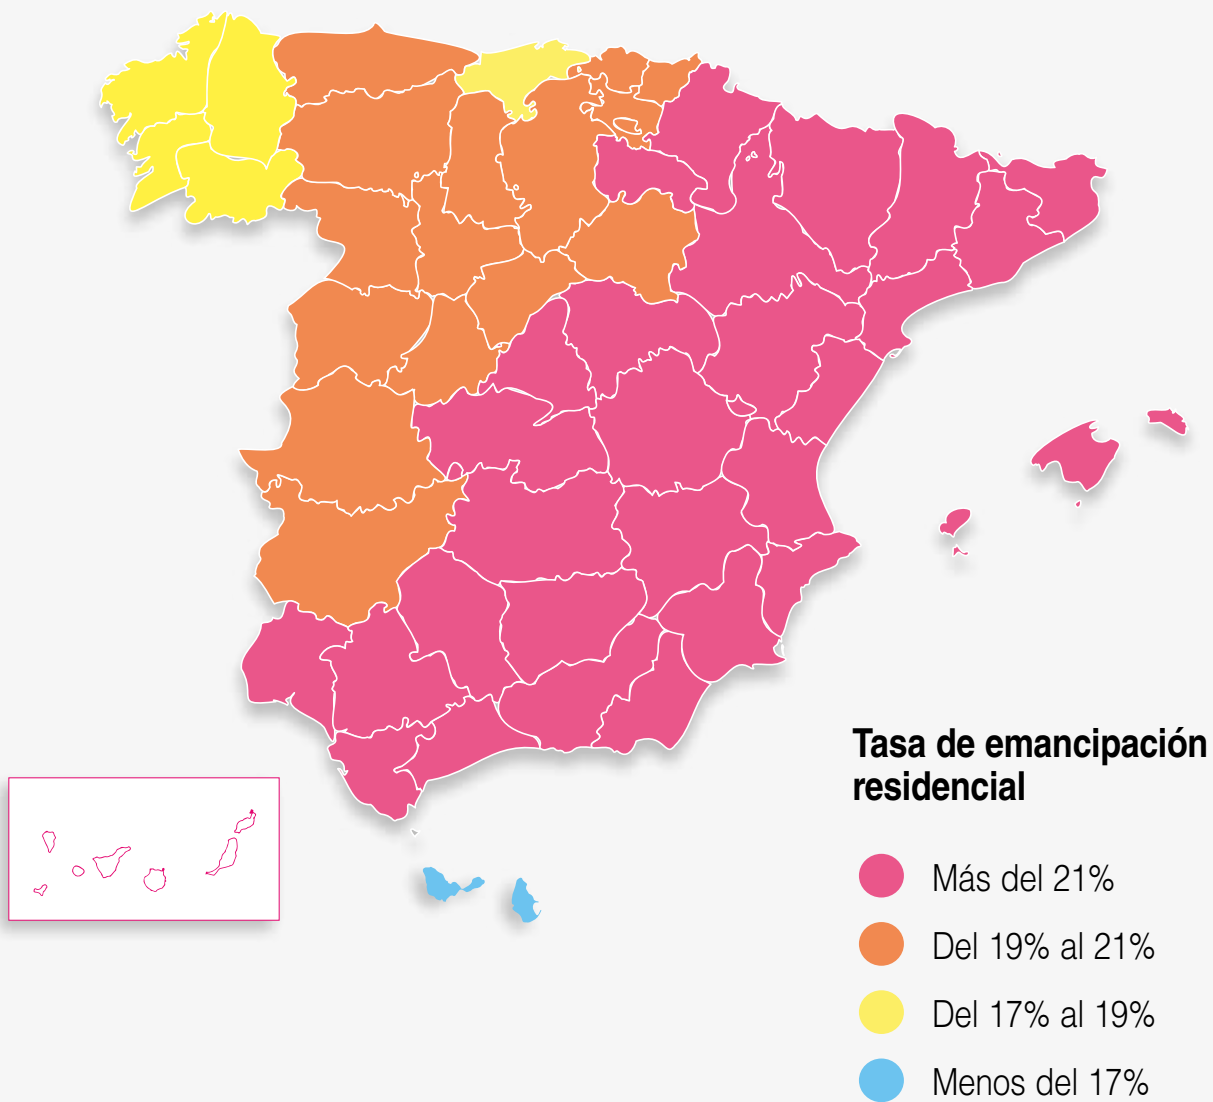 Tasa de emancipación
residencial
Más del 21%
Del 19% al 21%
Del 17% al 19%
Menos del 17%